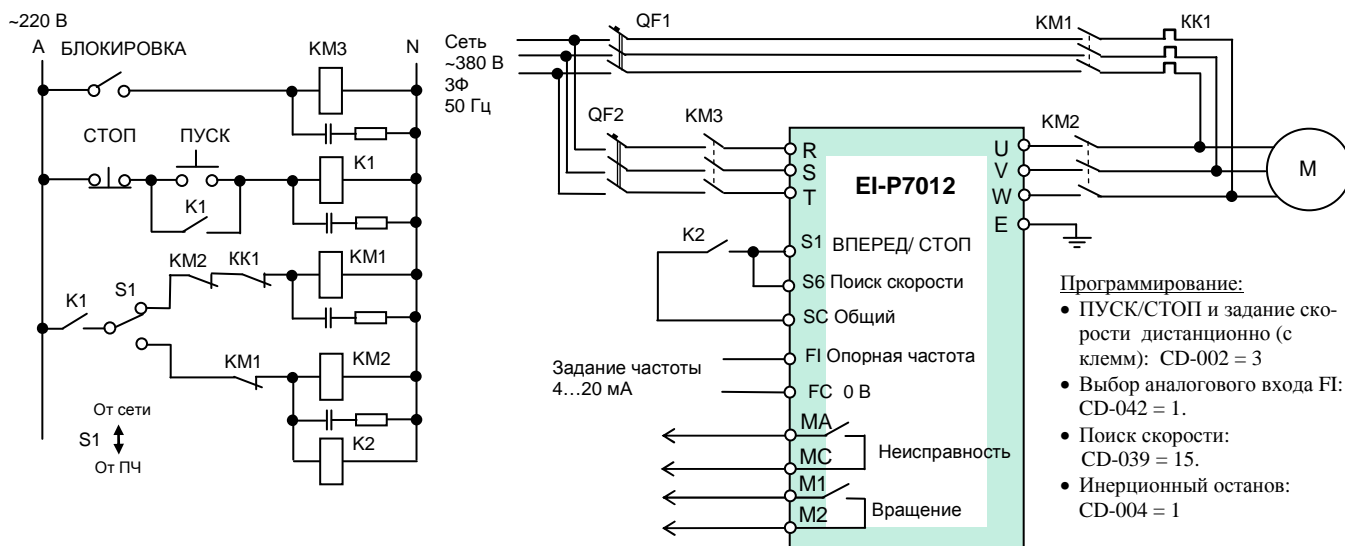 ~220 В
A
БЛОКИРОВКА
KM3
N
СТОП
ПУСК
K1
K1
KM2
КК1
KM1
K1
S1
KM1
KM2
От сети
S1
От ПЧ
K2
Сеть
~380 В
3Ф
50 Гц
QF1
KM1
КК1
QF2
KM3
KM2
R
S
T
EI-P7012
U
V
W
E
M
K2
S1 ВПЕРЕД/ СТОП
S6 Поиск скорости
SC Общий
Задание частоты
4…20 мА
FI Опорная частота
FC 0 В
MA
MC
Неисправность
M1
M2
Вращение
Программирование:
• ПУСК/СТОП и задание ско-
рости дистанционно (с
клемм): CD-002 = 3
• Выбор аналогового входа FI:
CD-042 = 1.
• Поиск скорости:
CD-039 = 15.
• Инерционный останов:
CD-004 = 1